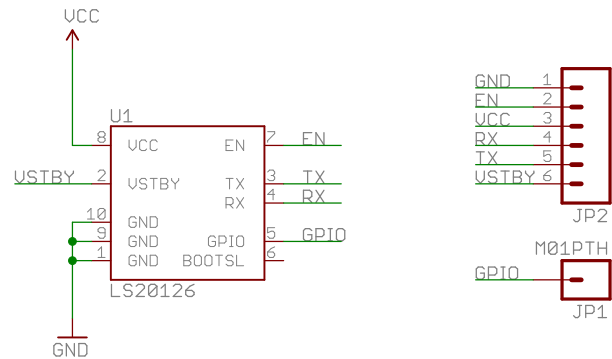 VCC
U1
8 VCC EN 7 EN
VSTBY 2 VSTBY TX 3 TX
RX 4 RX
10 GND
9 GND GPIO 5 GPIO
1 GND BOOTSL 6
LS20126
GND
GND 1
EN 2
VCC 3
RX 4
TX 5
VSTBY 6
JP2
M01PTH
GPIO
JP1